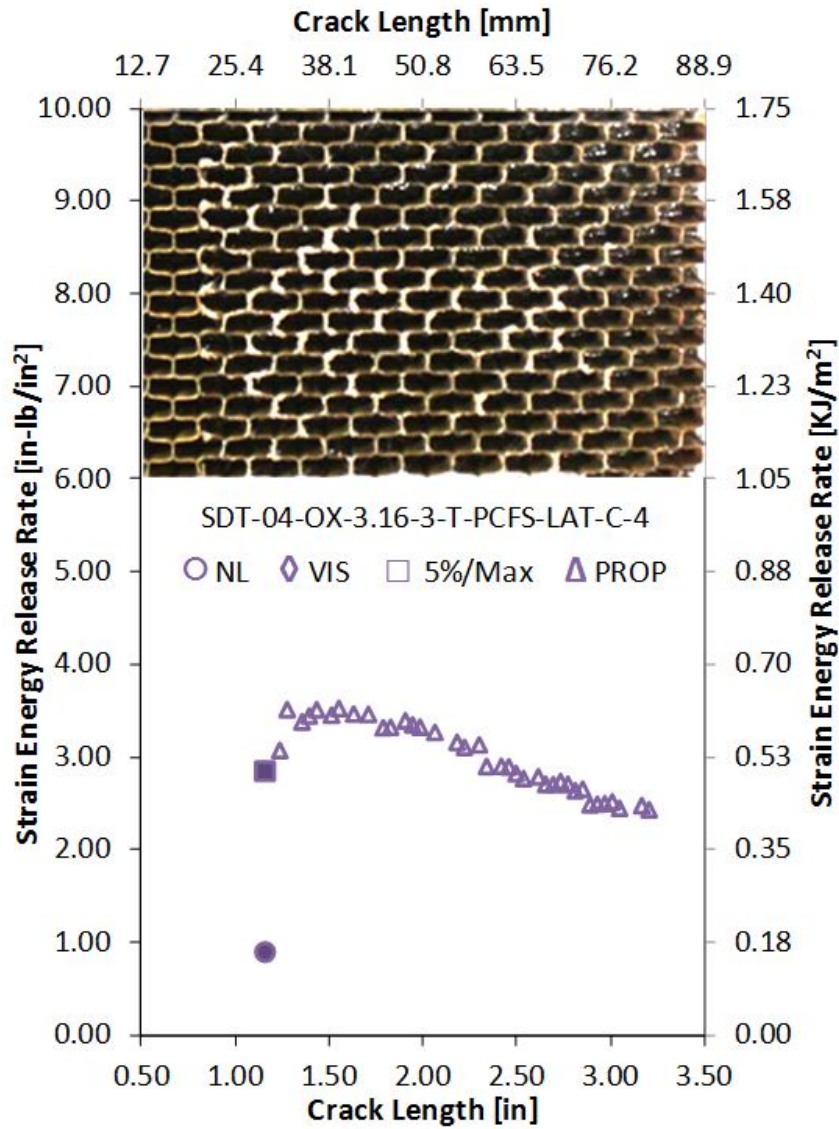 Crack Length [mm]
12.7 25.4 38.1 50.8 63.5 76.2 88.9
Strain Energy Release Rate [in-lb/in²]
10.00
9.00
8.00
7.00
6.00
5.00
4.00
3.00
2.00
1.00
0.00
SDT-04-OX-3.16-3-T-PCFS-LAT-C-4
NL VIS 5%/Max PROP
1.75
1.58
1.40
1.23
1.05
0.88
0.70
0.53
0.35
0.18
0.00
Strain Energy Release Rate [KJ/m²]
0.50 1.00 1.50 2.00 2.50 3.00 3.50
Crack Length [in]